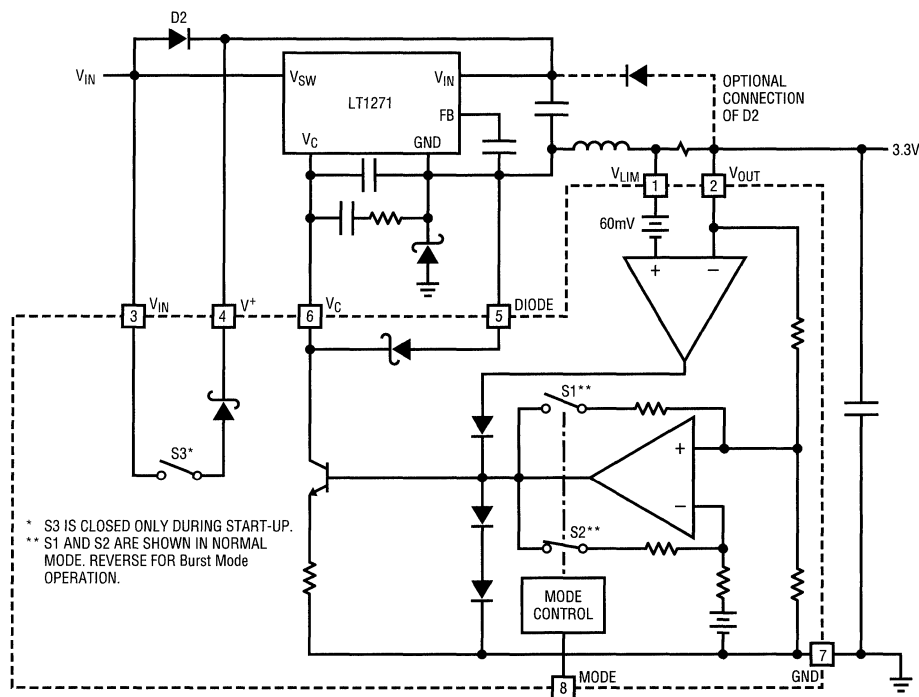 D2
V_IN
V_SW
V_IN
LT1271
FB
V_C
GND
OPTIONAL
CONNECTION
OF D2
3.3V
V_LIM
1
2
V_OUT
60mV
+
−
3
V_IN
4
V+
6
V_C
5
DIODE
S1**
+
−
S3*
S2**
* S3 IS CLOSED ONLY DURING START-UP.
** S1 AND S2 ARE SHOWN IN NORMAL
MODE. REVERSE FOR Burst Mode
OPERATION.
MODE
CONTROL
8
MODE
GND
7